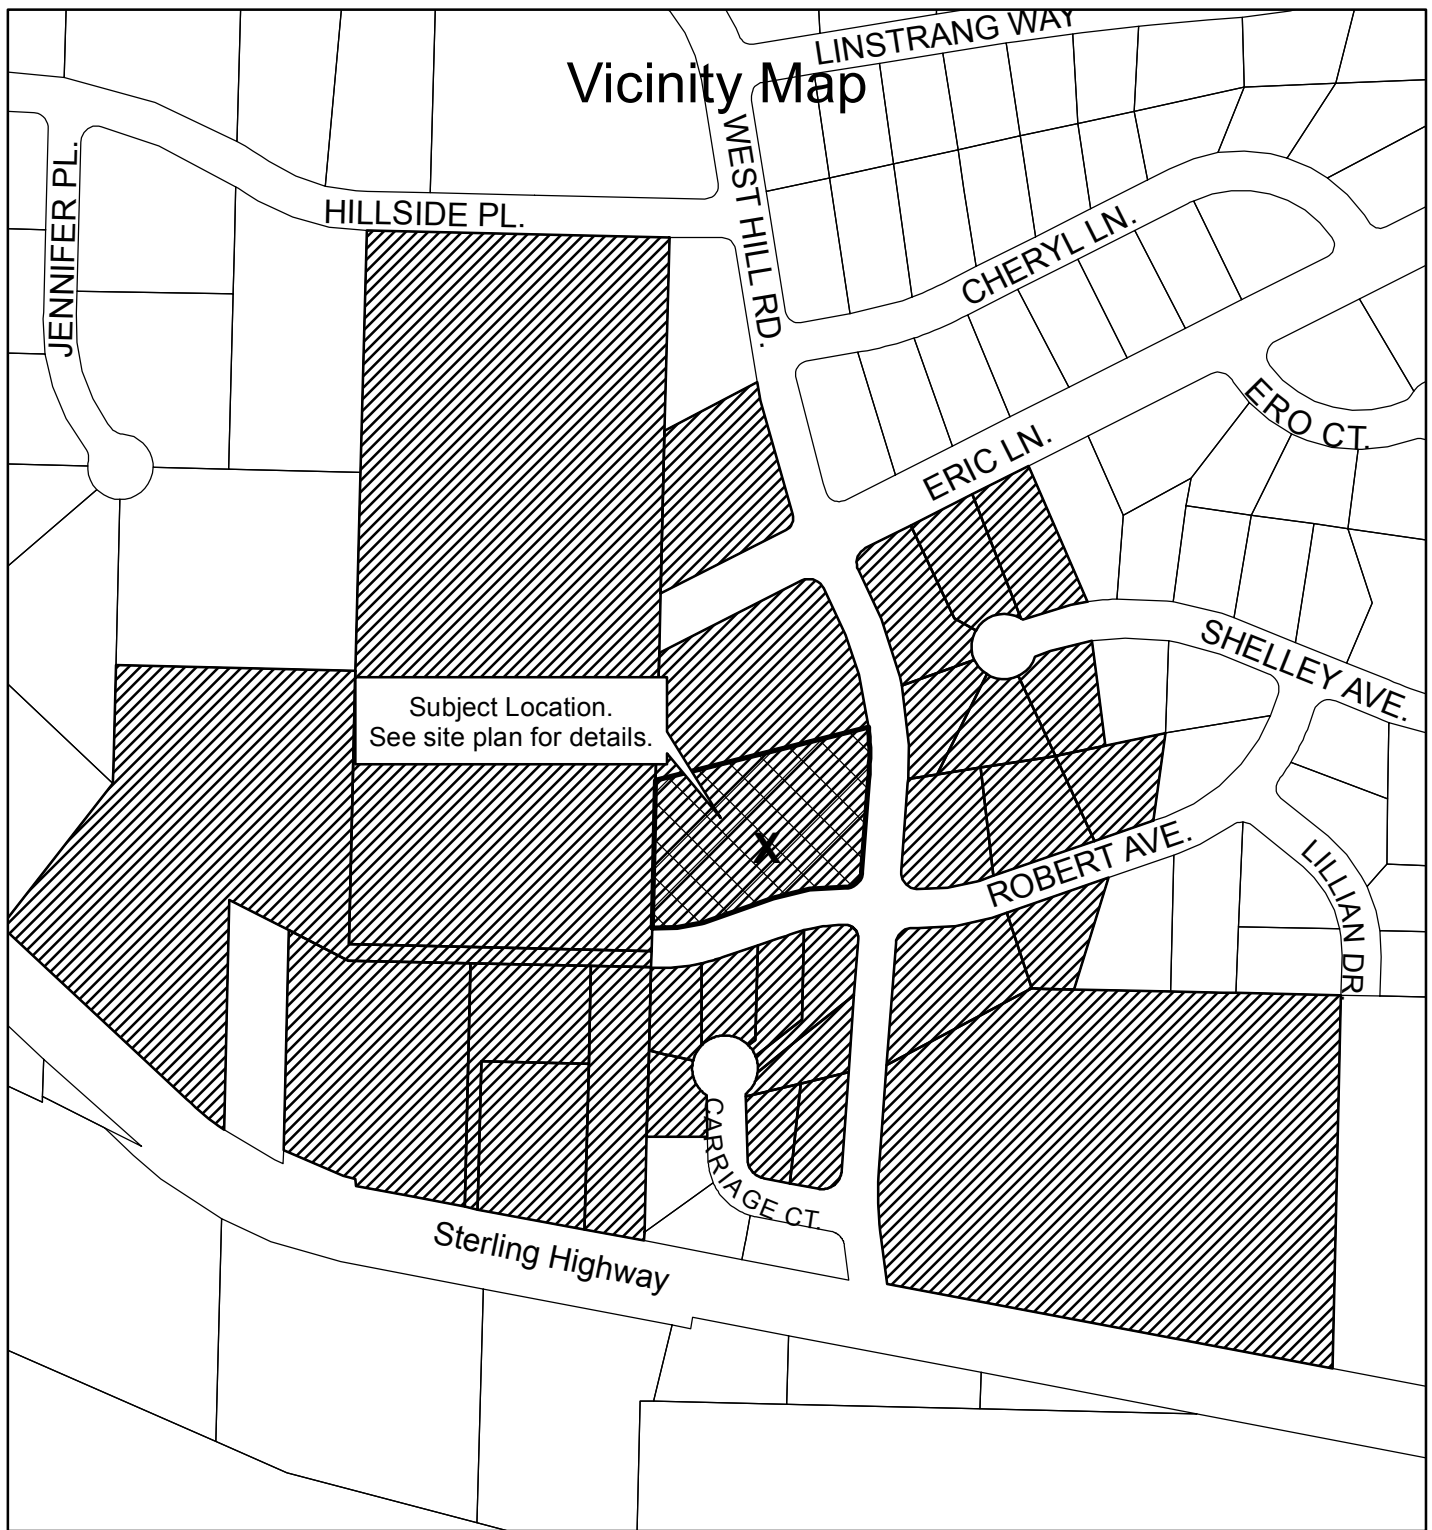 LINSTRANG WAY
Vicinity Map
WEST HILL RD.
JENNIFER PL.
HILLSIDE PL.
CHERYL LN.
ERO CT.
ERIC LN.
SHELLEY AVE.
Subject Location.
See site plan for details.
X
ROBERT AVE.
LILLIAN DR
CARRIAGE CT.
Sterling Highway